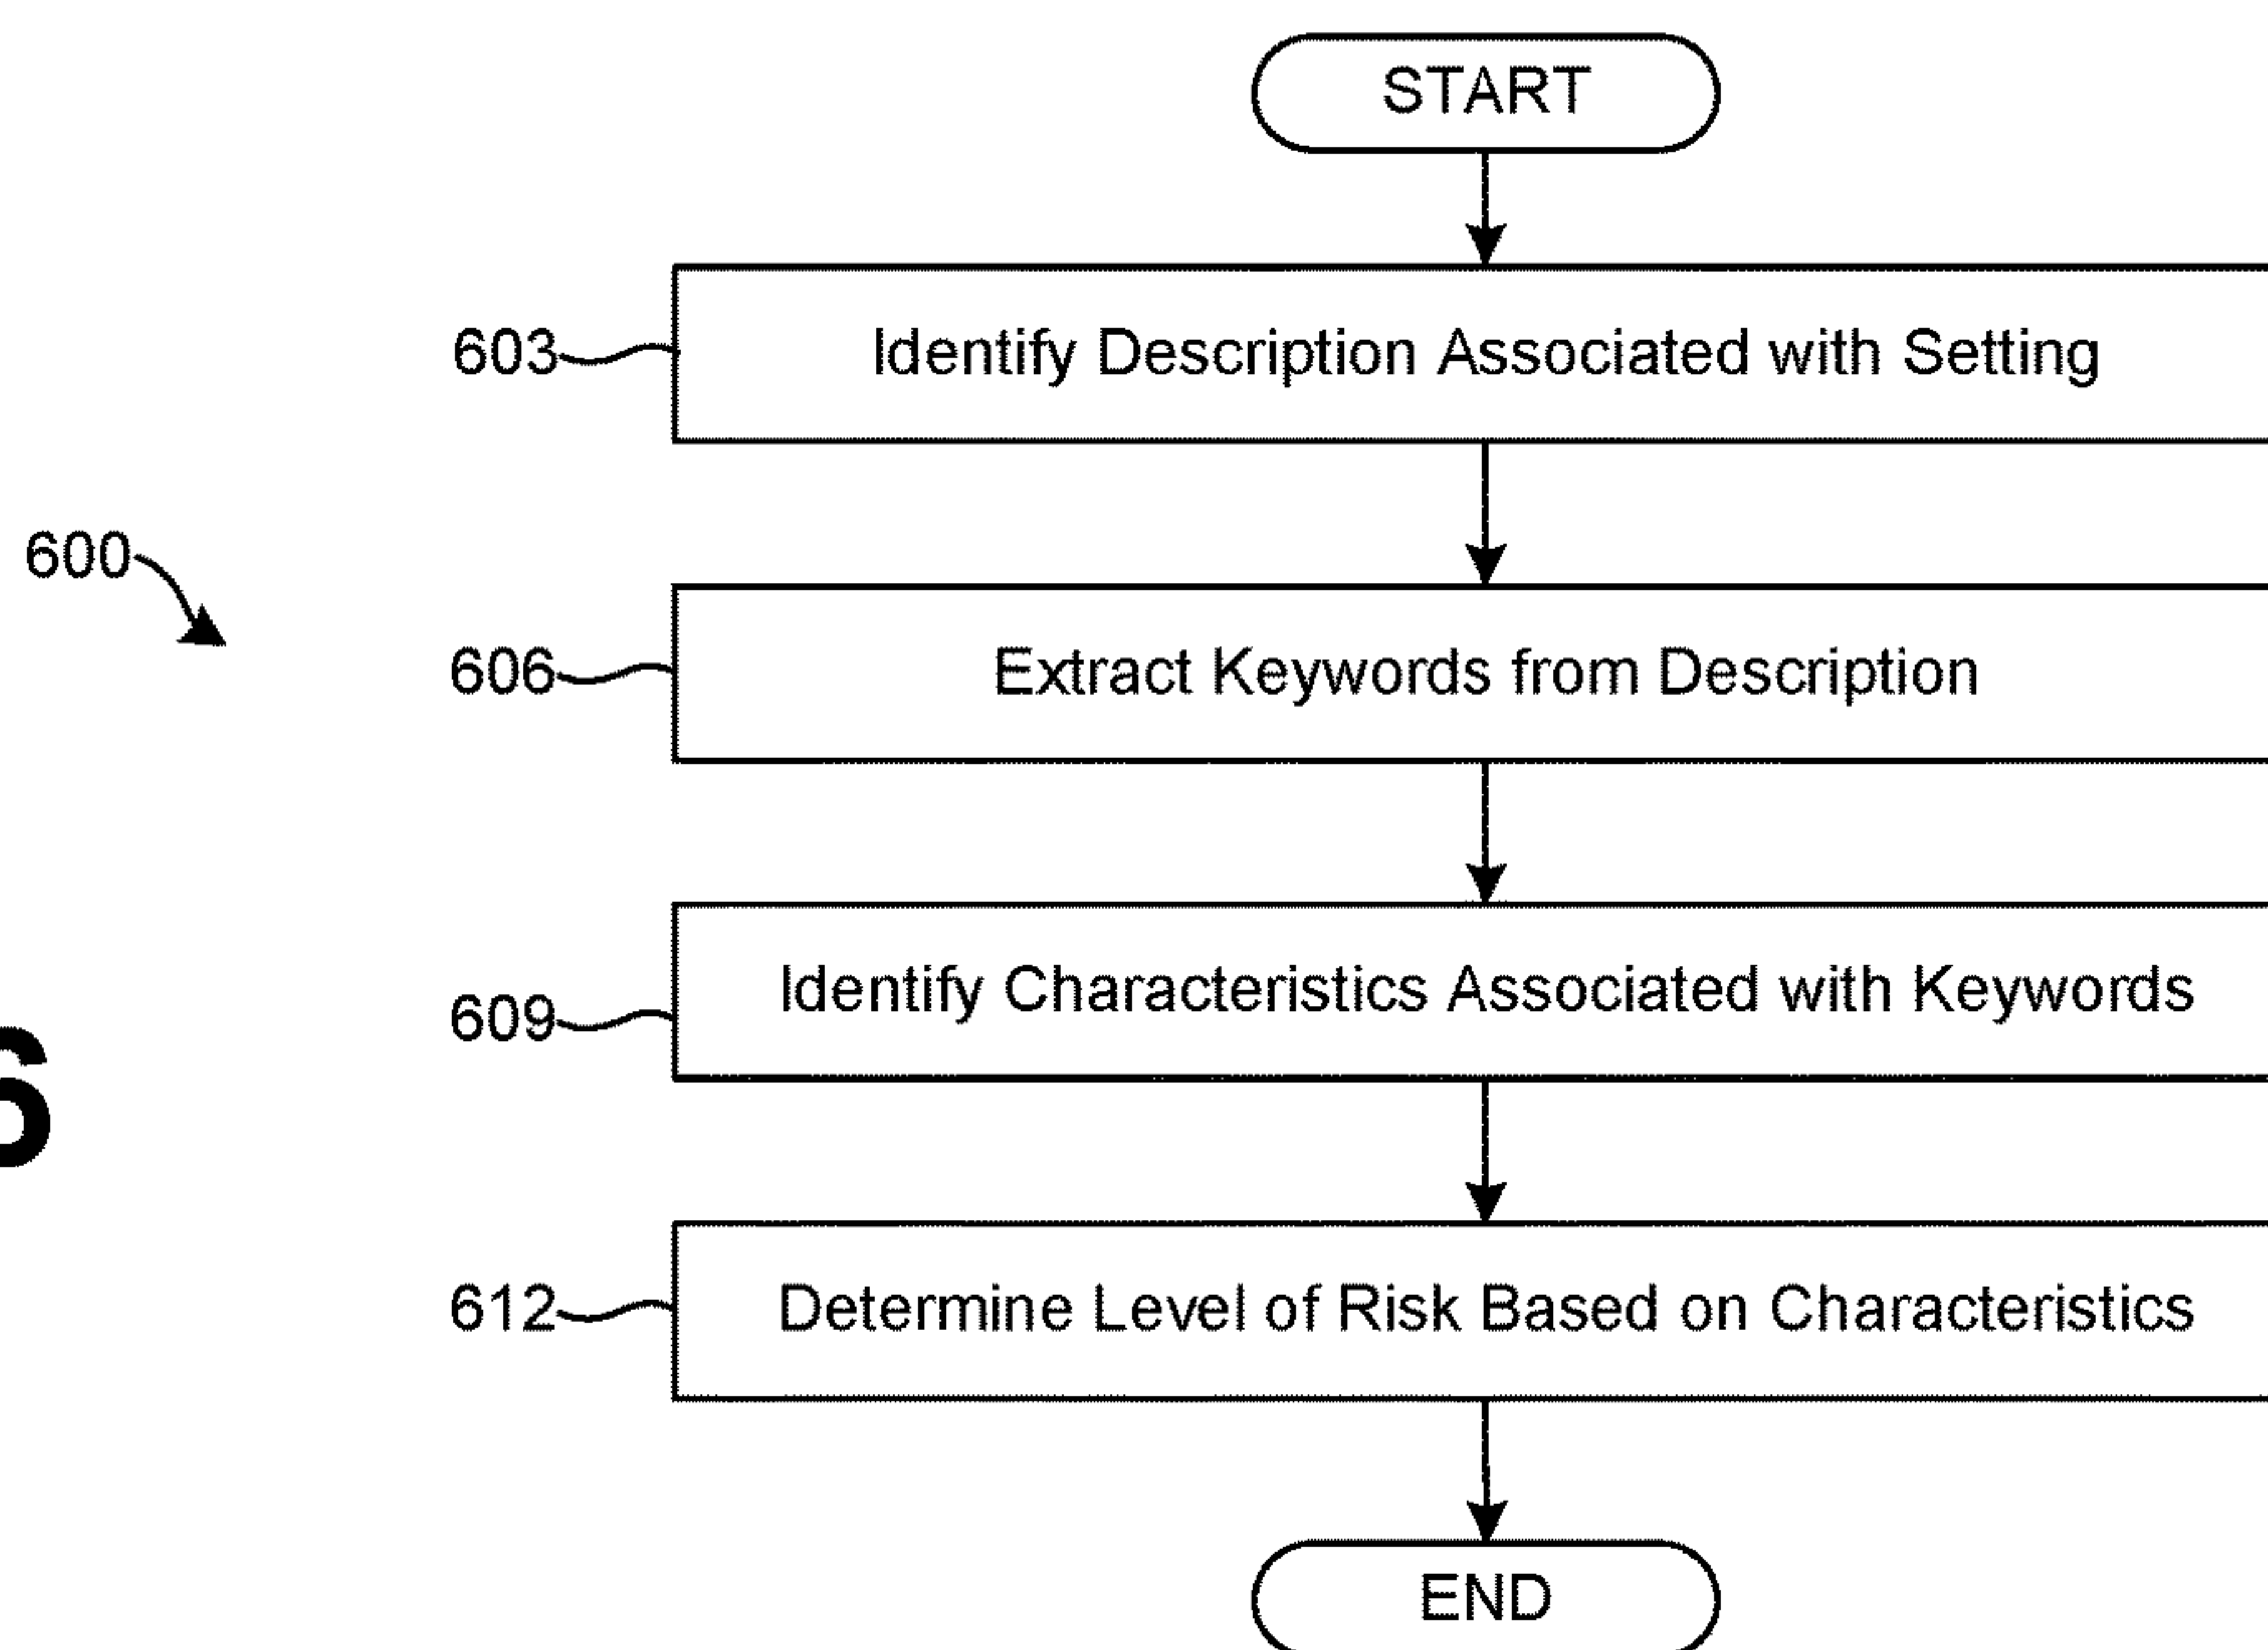 START
603 Identify Description Associated with Setting
600
606 Extract Keywords from Description
609 Identify Characteristics Associated with Keywords
612 Determine Level of Risk Based on Characteristics
END